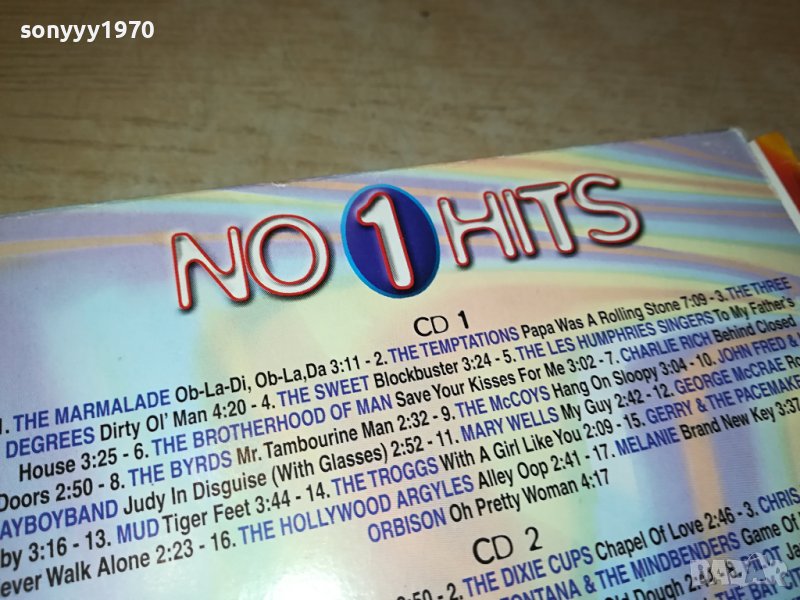 sonyyy1970
NO 1 HITS
CD 1
1. THE MARMALADE Ob-La-Di, Ob-La,Da 3:11 - 2. THE TEMPTATIONS Papa Was A Rolling Stone 7:09 - 3. THE THREE
DEGREES Dirty Ol' Man 4:20 - 4. THE SWEET Blockbuster 3:24 - 5. THE LES HUMPHRIES SINGERS To My Father's
House 3:25 - 6. THE BROTHERHOOD OF MAN Save Your Kisses For Me 3:02 - 7. CHARLIE RICH Behind Closed
Doors 2:50 - 8. THE BYRDS Mr. Tambourine Man 2:32 - 9. THE McCOYS Hang On Sloopy 3:04 - 10. JOHN FRED &
AYBOYBAND Judy In Disguise (With Glasses) 2:52 - 11. MARY WELLS My Guy 2:42 - 12. GEORGE McCRAE
by 3:16 - 13. MUD Tiger Feet 3:44 - 14. THE TROGGS With A Girl Like You 2:09 - 15. GERRY & THE PACEMAKE
ever Walk Alone 2:23 - 16. THE HOLLYWOOD ARGYLES Alley Oop 2:41 - 17. MELANIE Brand New Key 3:37
ORBISON Oh Pretty Woman 4:17
CD 2
:50 - 2. THE DIXIE CUPS Chapel Of Love 2:46 - 3. CHRIS
FONTANA & THE MINDBENDERS Game Of
Old Dough PILOT
THE BAY CIT